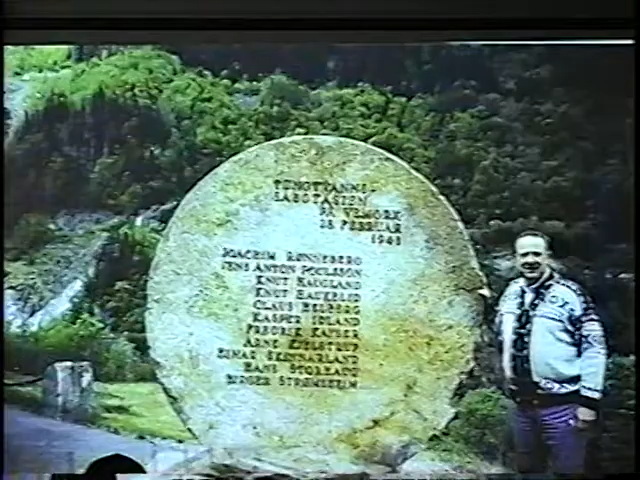 TUNGTVANNS-
SABOTASJEN
PÅ VEMORK
28. FEBRUAR
1943
JOACHIM RØNNEBERG
JENS ANTON POULSSON
KNUT HAUGLAND
KNUT HAUKELID
CLAUS HELBERG
KASPER IDLAND
FREDRIK KAYSER
ARNE KJELSTRUP
EINAR SKINNARLAND
HANS STORHAUG
BIRGER STRØMSHEIM